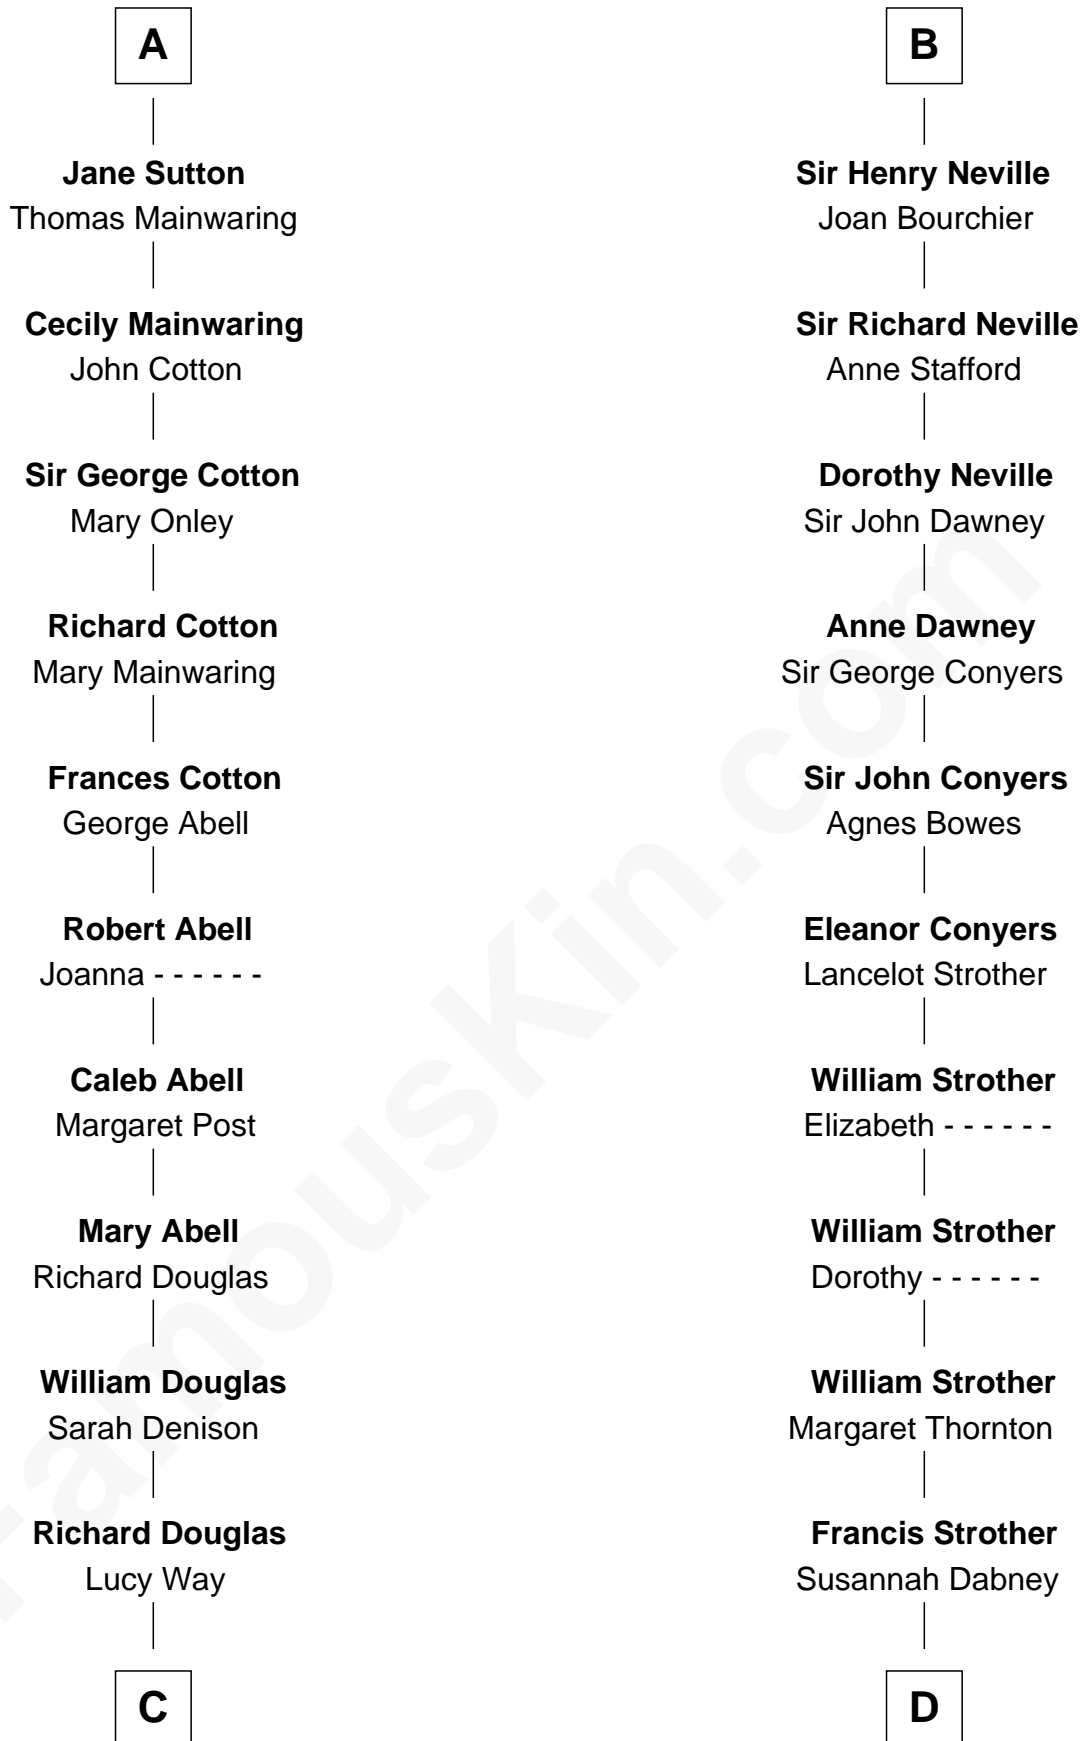 A
Jane Sutton
Thomas Mainwaring
Cecily Mainwaring
John Cotton
Sir George Cotton
Mary Onley
Richard Cotton
Mary Mainwaring
Frances Cotton
George Abell
Robert Abell
Joanna - - - - - -
Caleb Abell
Margaret Post
Mary Abell
Richard Douglas
William Douglas
Sarah Denison
Richard Douglas
Lucy Way
C
B
Sir Henry Neville
Joan Bourchier
Sir Richard Neville
Anne Stafford
Dorothy Neville
Sir John Dawney
Anne Dawney
Sir George Conyers
Sir John Conyers
Agnes Bowes
Eleanor Conyers
Lancelot Strother
William Strother
Elizabeth - - - - - -
William Strother
Dorothy - - - - - -
William Strother
Margaret Thornton
Francis Strother
Susannah Dabney
D
FamousKin.com